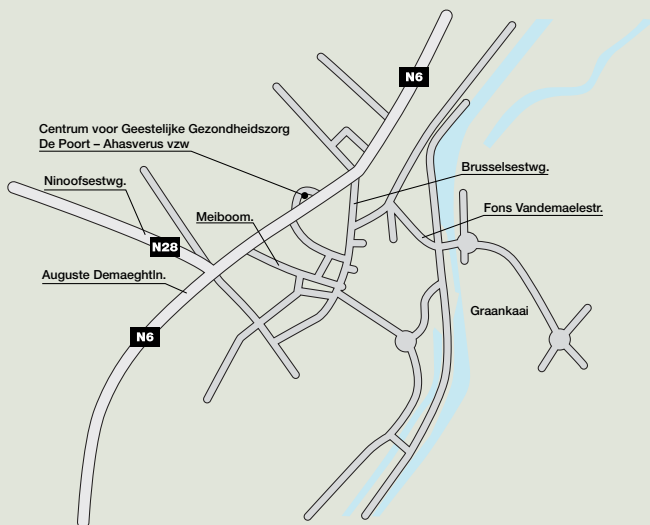 N6
Centrum voor Geestelijke Gezondheidszorg
De Poort – Ahasverus vzw
Brusselsestwg.
Ninoofsestwg.
Fons Vandemaelestr.
Meiboom.
N28
Auguste Demaeghtln.
Graankaai
N6